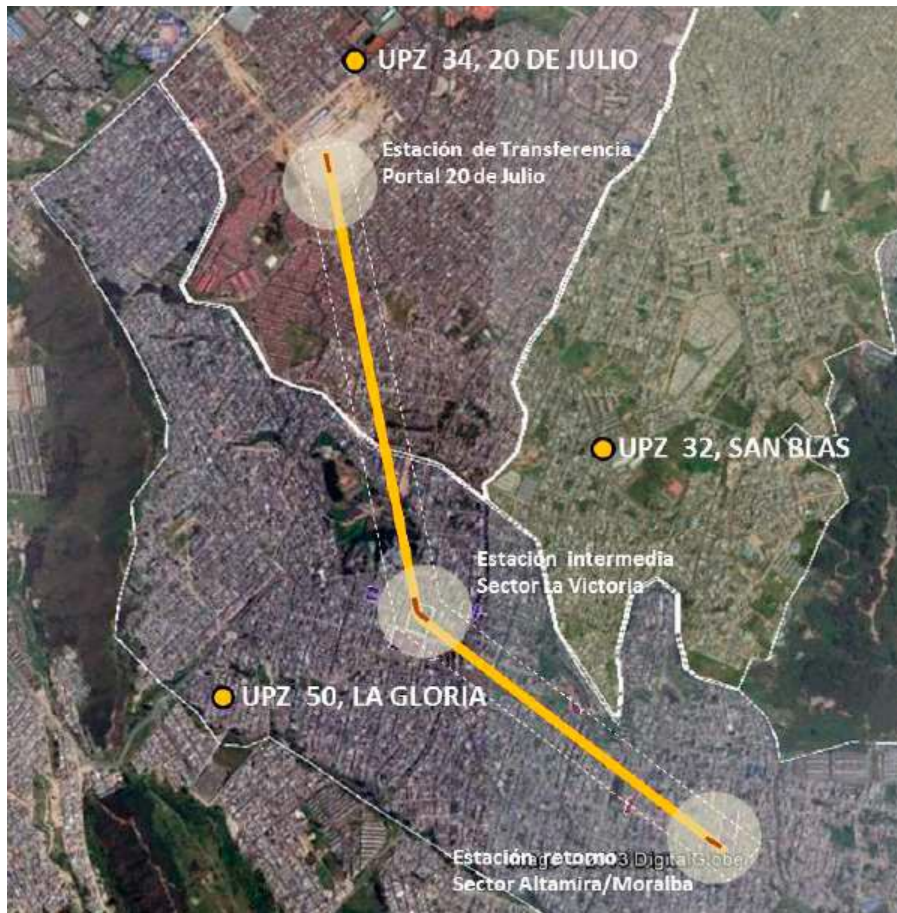 UPZ 34, 20 DE JULIO
Estación de Transferencia
Portal 20 de Julio
UPZ 32, SAN BLAS
Estación intermedia
Sector La Victoria
UPZ 50, LA GLORIA
Estación retorno
Sector Altamira/Moralba